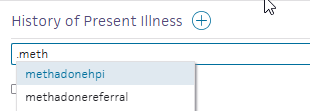 History of Present Illness
.meth
methadonehpi
methadonereferral